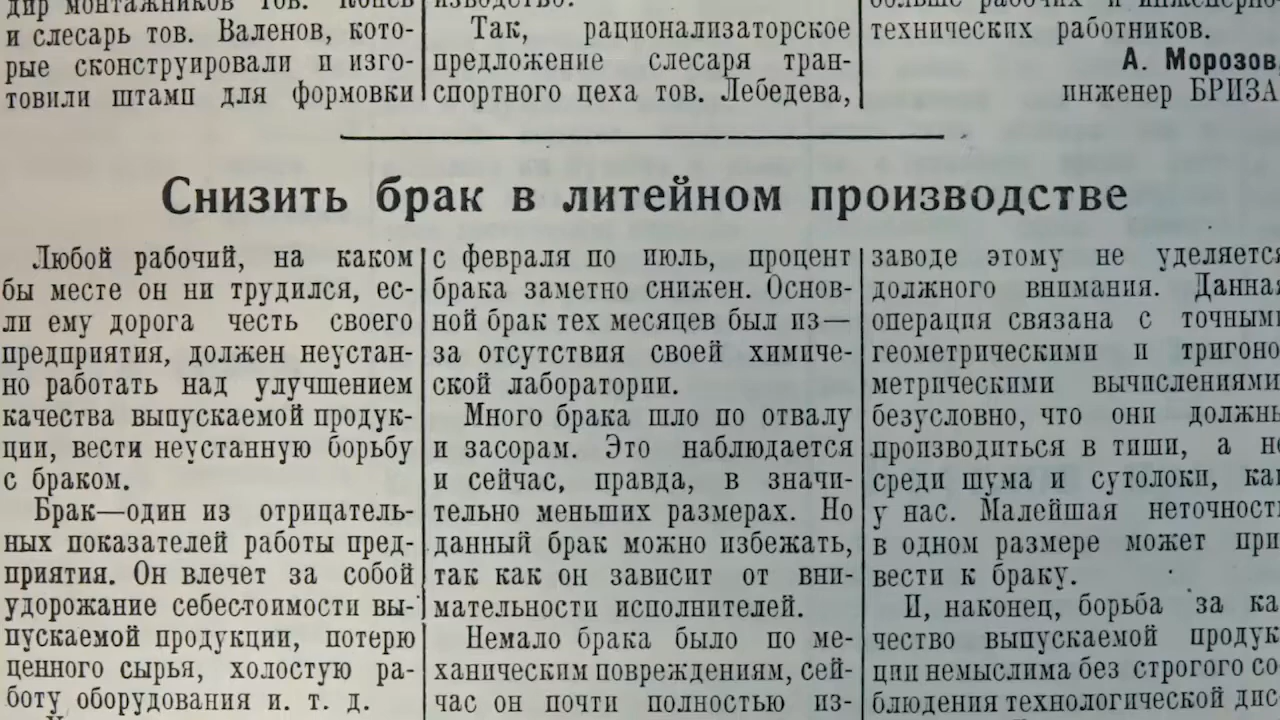 дир монтажников тов. Конев
и слесарь тов. Валенов, кото-
рые сконструировали и изго-
товили штамп для формовки
изводство.
Так, рационализаторское
предложение слесаря тран-
спортного цеха тов. Лебедева,
больше рабочих и инженерно-
технических работников.
А. Морозов,
инженер БРИЗА
Снизить брак в литейном производстве
Любой рабочий, на каком
бы месте он ни трудился, ес-
ли ему дорога честь своего
предприятия, должен неустан-
но работать над улучшением
качества выпускаемой продук-
ции, вести неустанную борьбу
с браком.
Брак—один из отрицатель-
ных показателей работы пред-
приятия. Он влечет за собой
удорожание себестоимости вы-
пускаемой продукции, потерю
ценного сырья, холостую ра-
боту оборудования и. т. д.
с февраля по июль, процент
брака заметно снижен. Основ-
ной брак тех месяцев был из—
за отсутствия своей химиче-
ской лаборатории.
Много брака шло по отвалу
и засорам. Это наблюдается
и сейчас, правда, в значи-
тельно меньших размерах. Но
данный брак можно избежать,
так как он зависит от вни-
мательности исполнителей.
Немало брака было по ме-
ханическим повреждениям, сей-
час он почти полностью из-
заводе этому не уделяется
должного внимания. Данная
операция связана с точными
геометрическими и тригоно
метрическими вычислениями
безусловно, что они должны
производиться в тиши, а не
среди шума и сутолоки, как
у нас. Малейшая неточность
в одном размере может при
вести к браку.
И, наконец, борьба за ка
чество выпускаемой продук
ции немыслима без строгого со
блюдения технологической дис